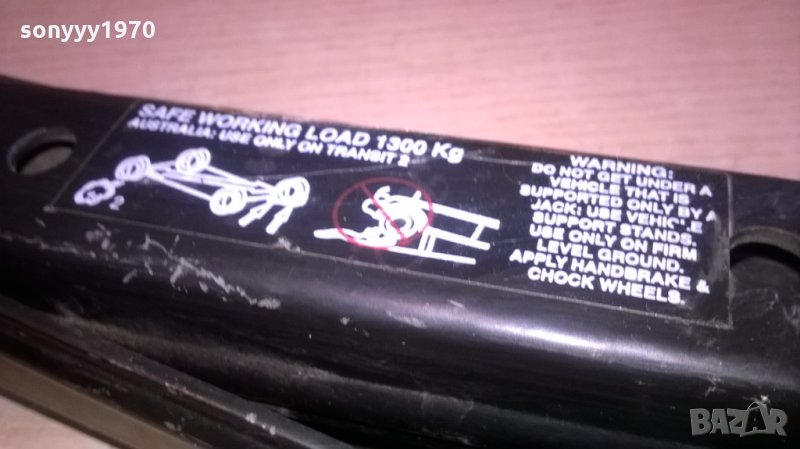 sonyyy1970
SAFE WORKING LOAD 1300 Kg
AUSTRALIA: USE ONLY ON TRANSIT 2
2
WARNING:
DO NOT GET UNDER A
VEHICLE THAT IS
SUPPORTED ONLY BY A
JACK: USE VEHICLE
SUPPORT STANDS.
USE ONLY ON FIRM
LEVEL GROUND.
APPLY HANDBRAKE &
CHOCK WHEELS.
BAZAR